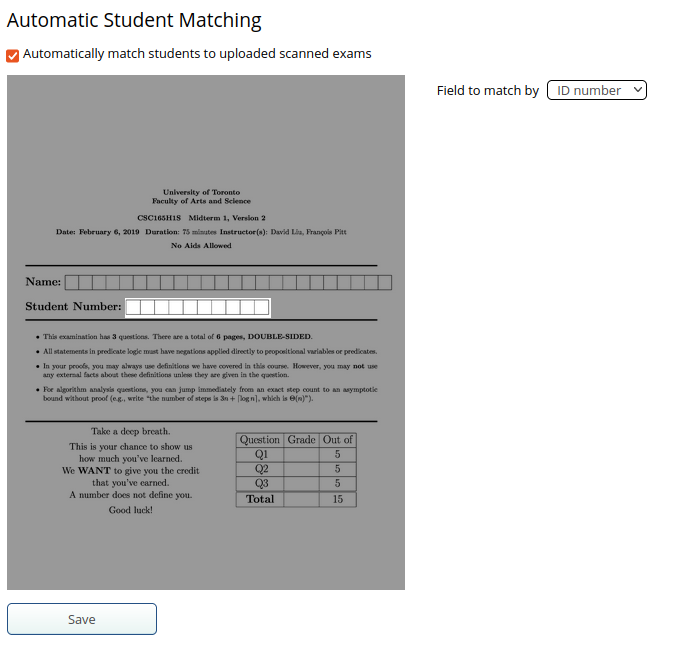 Automatic Student Matching
Automatically match students to uploaded scanned exams
Field to match by ID number
University of Toronto
Faculty of Arts and Science
CSC165H1S Midterm 1, Version 2
Date: February 6, 2019 Duration: 75 minutes Instructor(s): David Liu, François Pitt
No Aids Allowed
Name:
Student Number:
• This examination has 3 questions. There are a total of 6 pages, DOUBLE-SIDED.
• All statements in predicate logic must have negations applied directly to propositional variables or predicates.
• In your proofs, you may always use definitions we have covered in this course. However, you may not use
any external facts about these definitions unless they are given in the question.
• For algorithm analysis questions, you can jump immediately from an exact step count to an asymptotic
bound without proof (e.g., write "the number of steps is 3n + ⌈log n⌉, which is Θ(n)").
Take a deep breath.
This is your chance to show us
how much you've learned.
We WANT to give you the credit
that you've earned.
A number does not define you.
Good luck!
Question Grade Out of
Q1 5
Q2 5
Q3 5
Total 15
Save